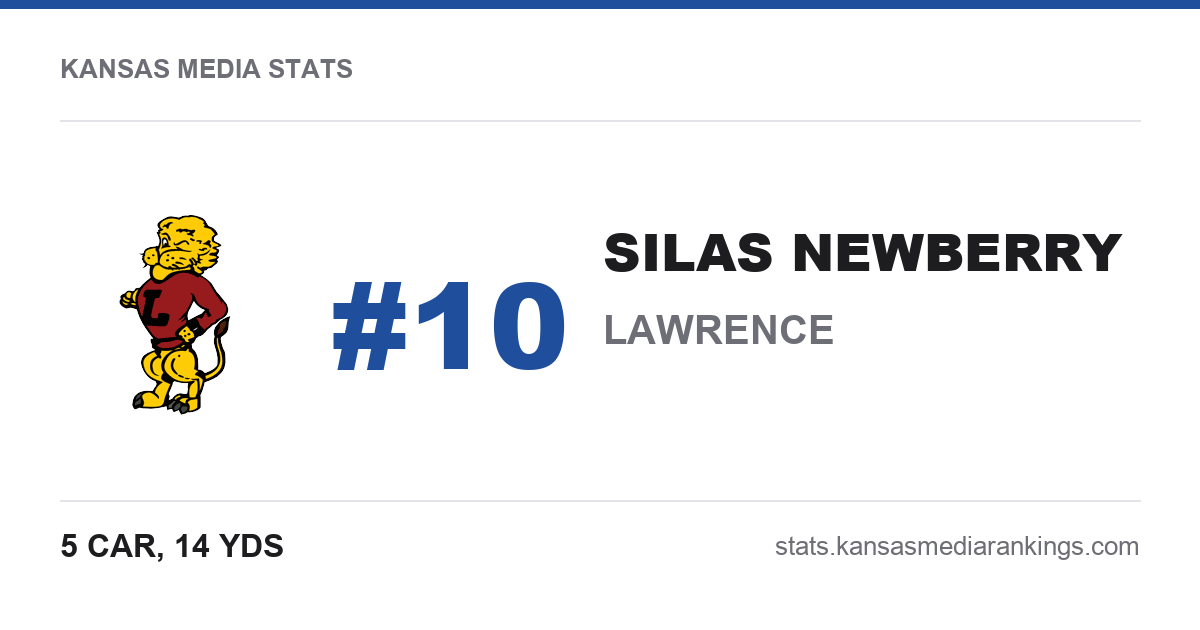 KANSAS MEDIA STATS
L
#10
SILAS NEWBERRY
LAWRENCE
5 CAR, 14 YDS
stats.kansasmediarankings.com